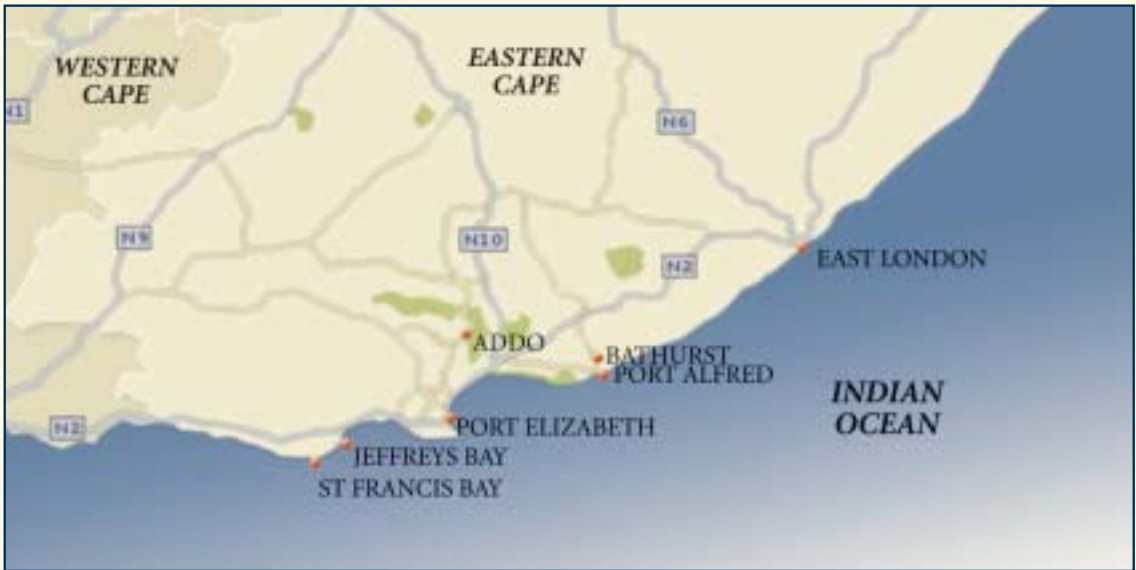 WESTERN
CAPE
EASTERN
CAPE
N1
N6
N9
N10
N2
EAST LONDON
ADDO
BATHURST
PORT ALFRED
INDIAN
OCEAN
N2
PORT ELIZABETH
JEFFREYS BAY
ST FRANCIS BAY